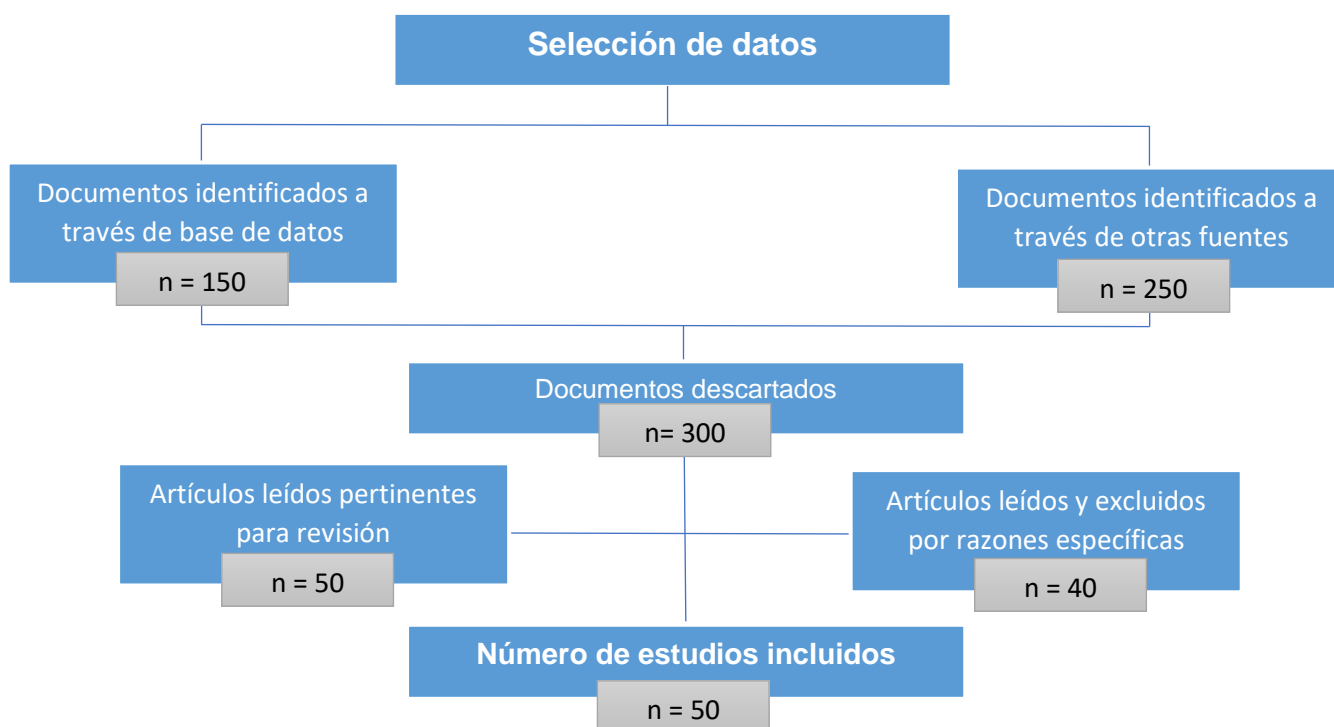 Selección de datos
Documentos identificados a
través de base de datos
n = 150
Documentos identificados a
través de otras fuentes
n = 250
Documentos descartados
n= 300
Artículos leídos pertinentes
para revisión
n = 50
Artículos leídos y excluidos
por razones específicas
n = 40
Número de estudios incluidos
n = 50